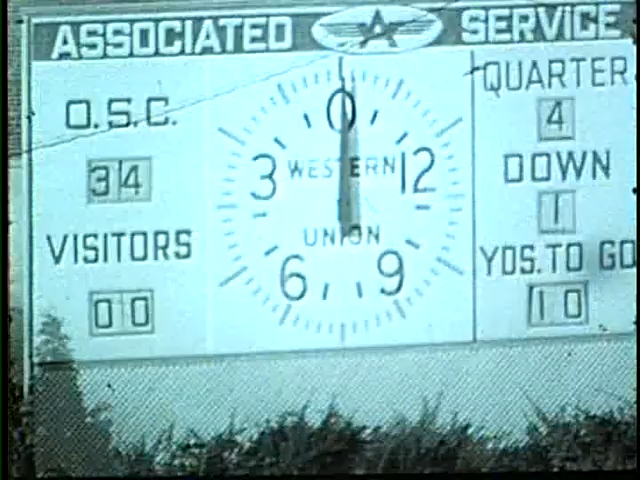 ASSOCIATED A SERVICE
O.S.C.
34
VISITORS
00
0
3 WESTERN 12
UNION
6 9
QUARTER
4
DOWN
1
YDS. TO GO
10